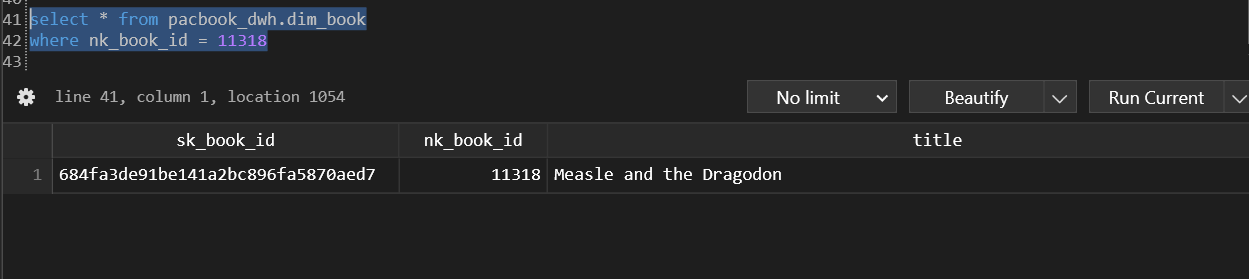 41 select * from pacbook_dwh.dim_book
42 where nk_book_id = 11318
43
line 41, column 1, location 1054 No limit Beautify Run Current
sk_book_id nk_book_id title
1 684fa3de91be141a2bc896fa5870aed7 11318 Measle and the Dragodon